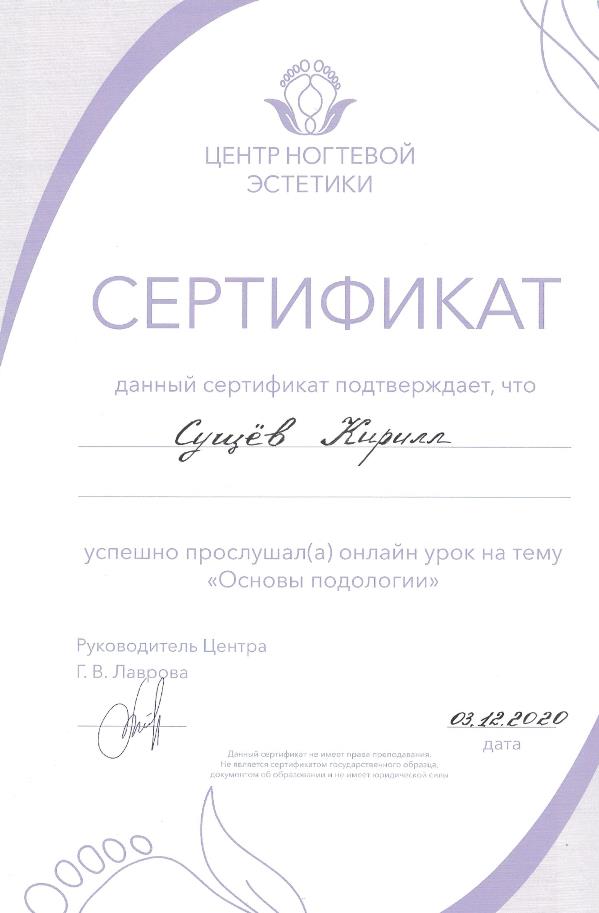 ЦЕНТР НОГТЕВОЙ
ЭСТЕТИКИ
СЕРТИФИКАТ
данный сертификат подтверждает, что
Сущёв Кирилл
успешно прослушал(а) онлайн урок на тему
«Основы подологии»
Руководитель Центра
Г. В. Лаврова
03.12.2020
дата
Данный сертификат не имеет права преподавания.
Не является сертификатом государственного образца,
документом об образовании и не имеет юридической силы